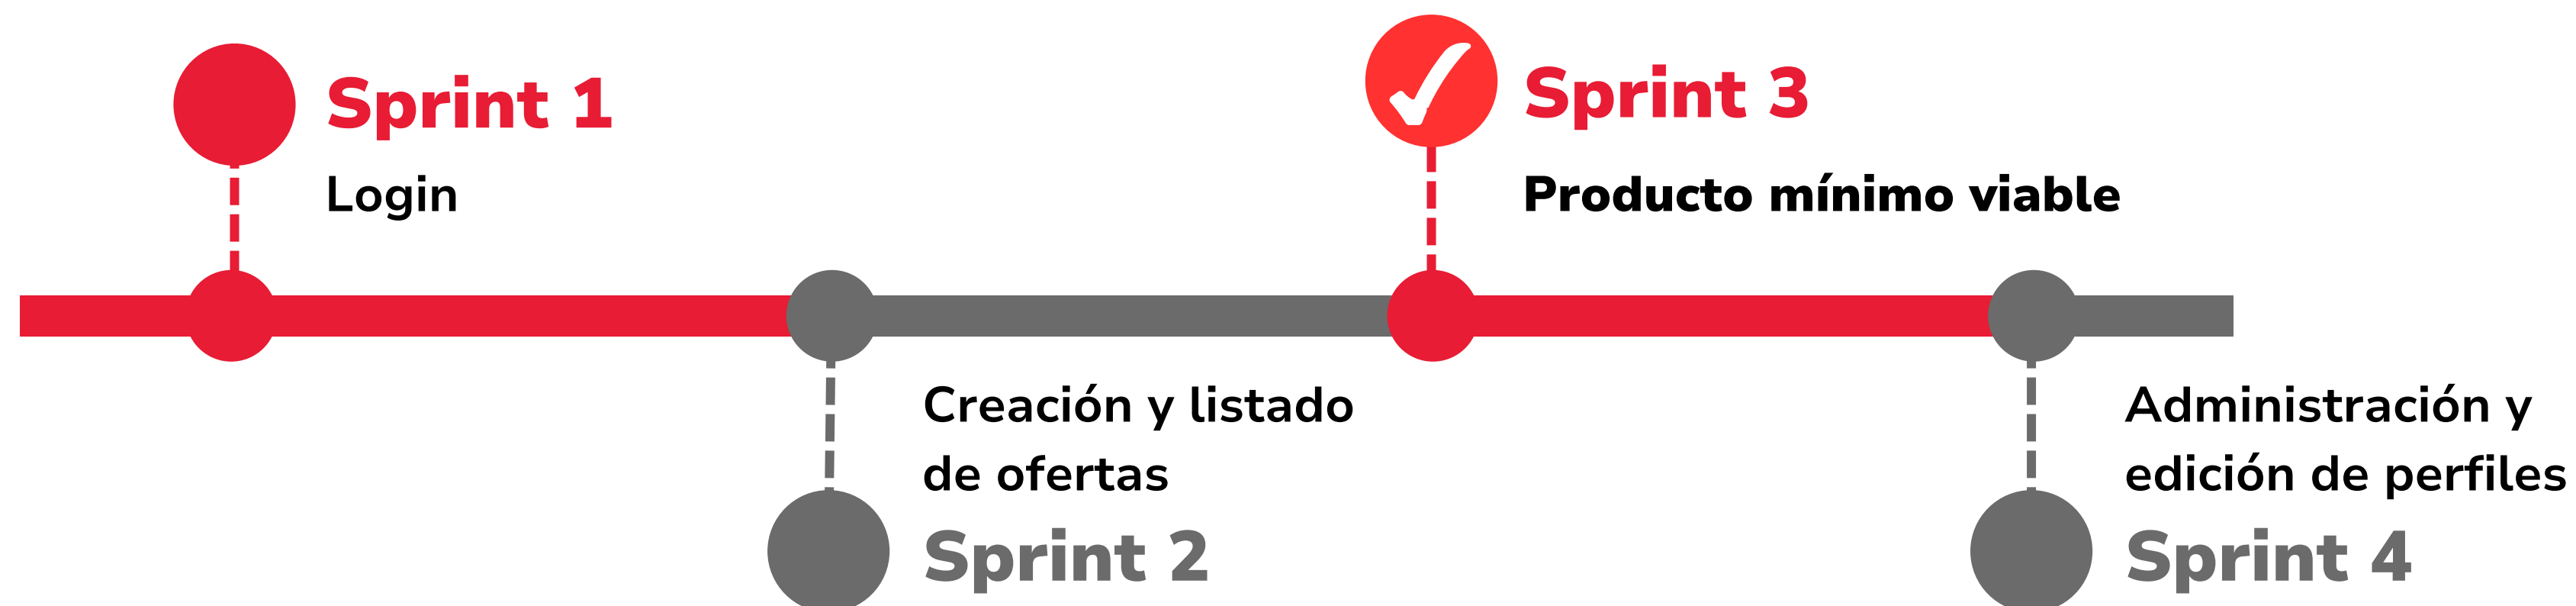 Sprint 1
Login
Creación y listado
de ofertas
Sprint 2
Sprint 3
Producto mínimo viable
Administración y
edición de perfiles
Sprint 4